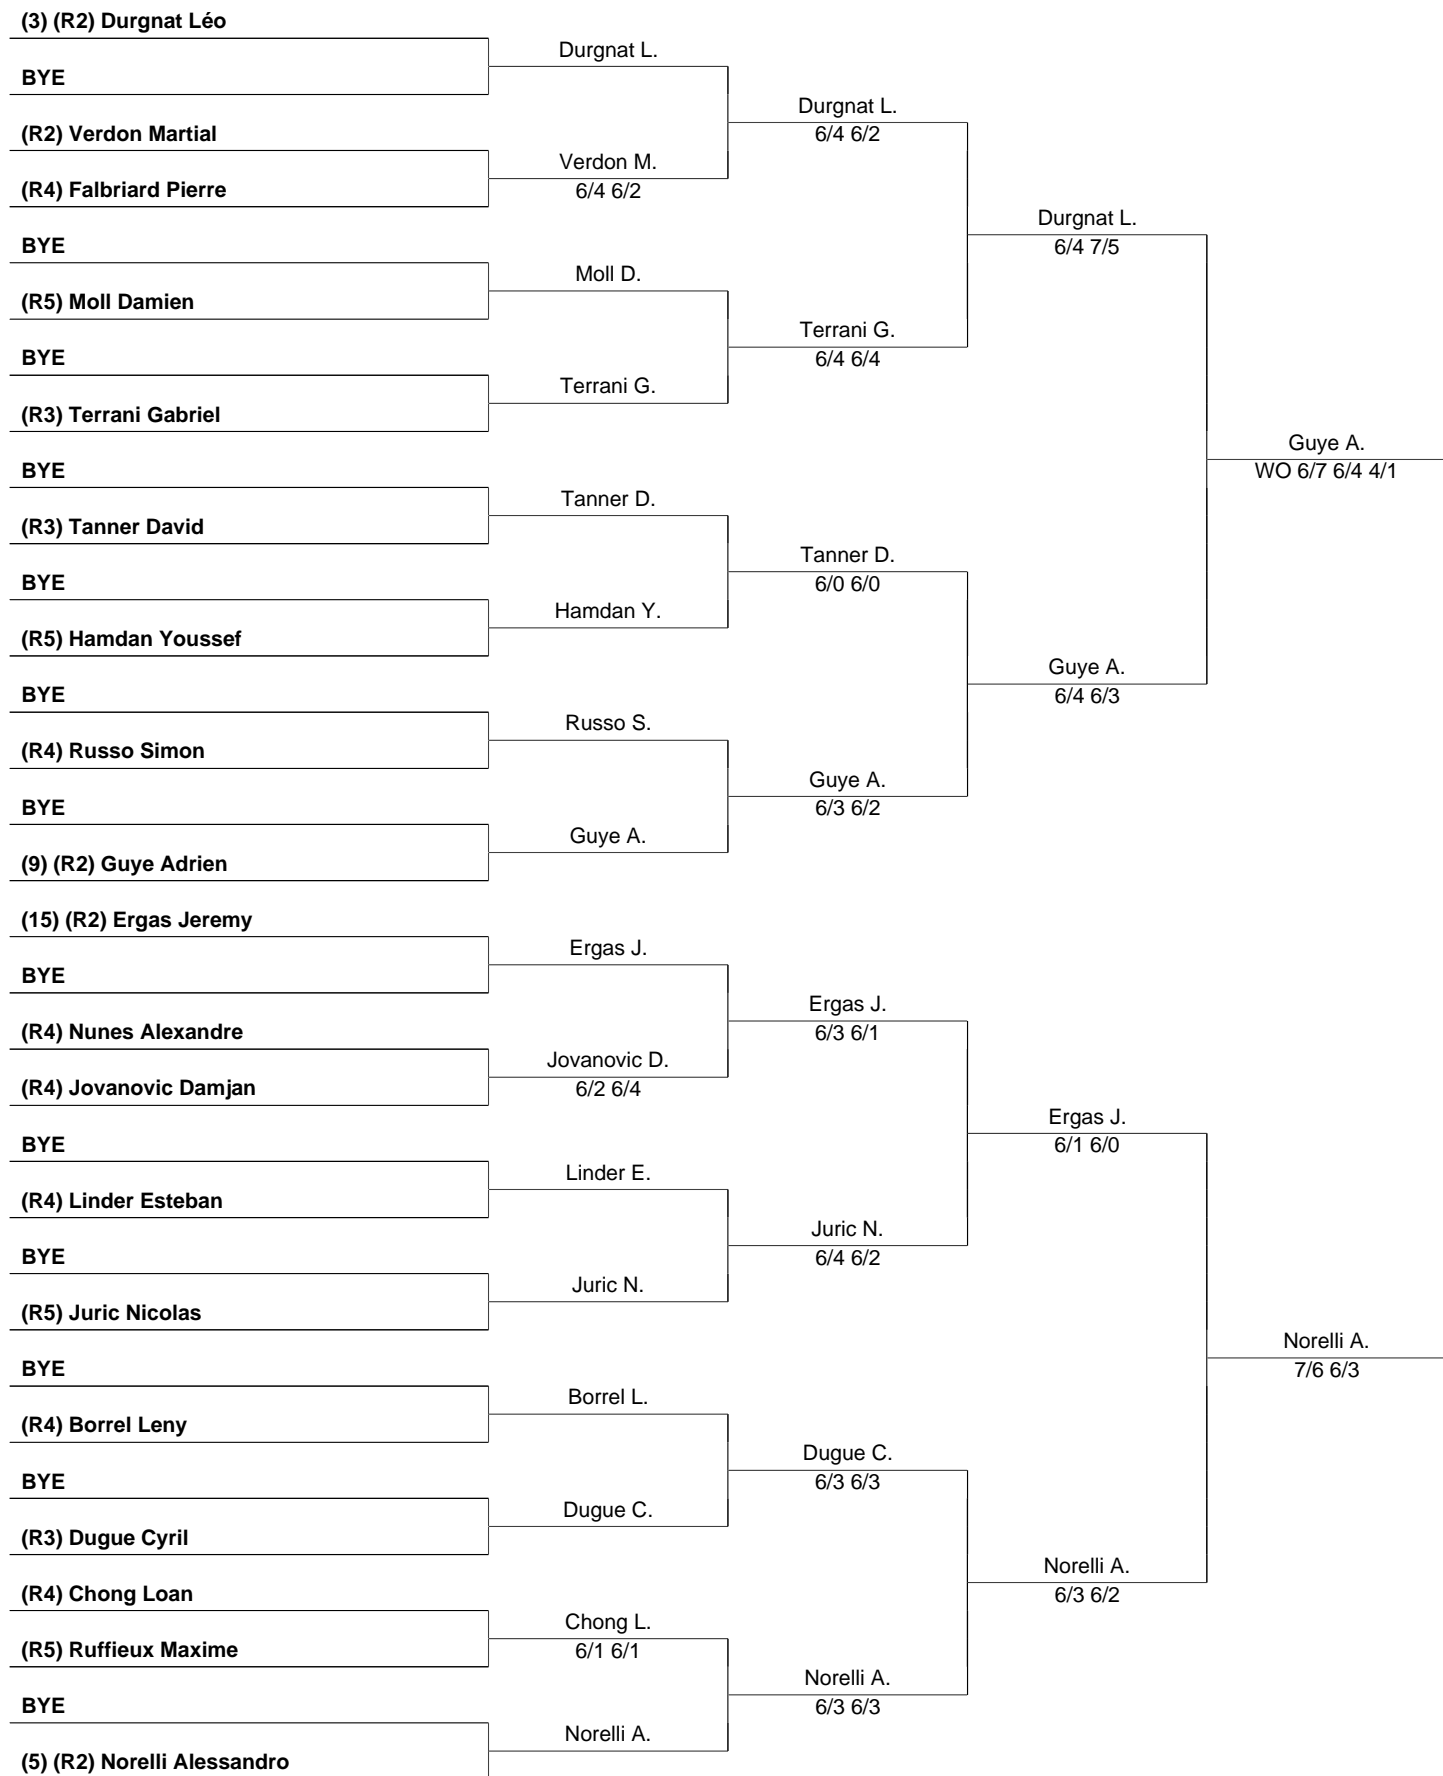 (3) (R2) Durgnat Léo
BYE
(R2) Verdon Martial
(R4) Falbriard Pierre
BYE
(R5) Moll Damien
BYE
(R3) Terrani Gabriel
BYE
(R3) Tanner David
BYE
(R5) Hamdan Youssef
BYE
(R4) Russo Simon
BYE
(9) (R2) Guye Adrien
(15) (R2) Ergas Jeremy
BYE
(R4) Nunes Alexandre
(R4) Jovanovic Damjan
BYE
(R4) Linder Esteban
BYE
(R5) Juric Nicolas
BYE
(R4) Borrel Leny
BYE
(R3) Dugue Cyril
(R4) Chong Loan
(R5) Ruffieux Maxime
BYE
(5) (R2) Norelli Alessandro
Durgnat L.
Verdon M.
6/4 6/2
Moll D.
Terrani G.
Tanner D.
Hamdan Y.
Russo S.
Guye A.
Ergas J.
Jovanovic D.
6/2 6/4
Linder E.
Juric N.
Borrel L.
Dugue C.
Chong L.
6/1 6/1
Norelli A.
Durgnat L.
6/4 6/2
Terrani G.
6/4 6/4
Tanner D.
6/0 6/0
Guye A.
6/3 6/2
Ergas J.
6/3 6/1
Juric N.
6/4 6/2
Dugue C.
6/3 6/3
Norelli A.
6/3 6/3
Durgnat L.
6/4 7/5
Guye A.
6/4 6/3
Ergas J.
6/1 6/0
Norelli A.
6/3 6/2
Guye A.
WO 6/7 6/4 4/1
Norelli A.
7/6 6/3